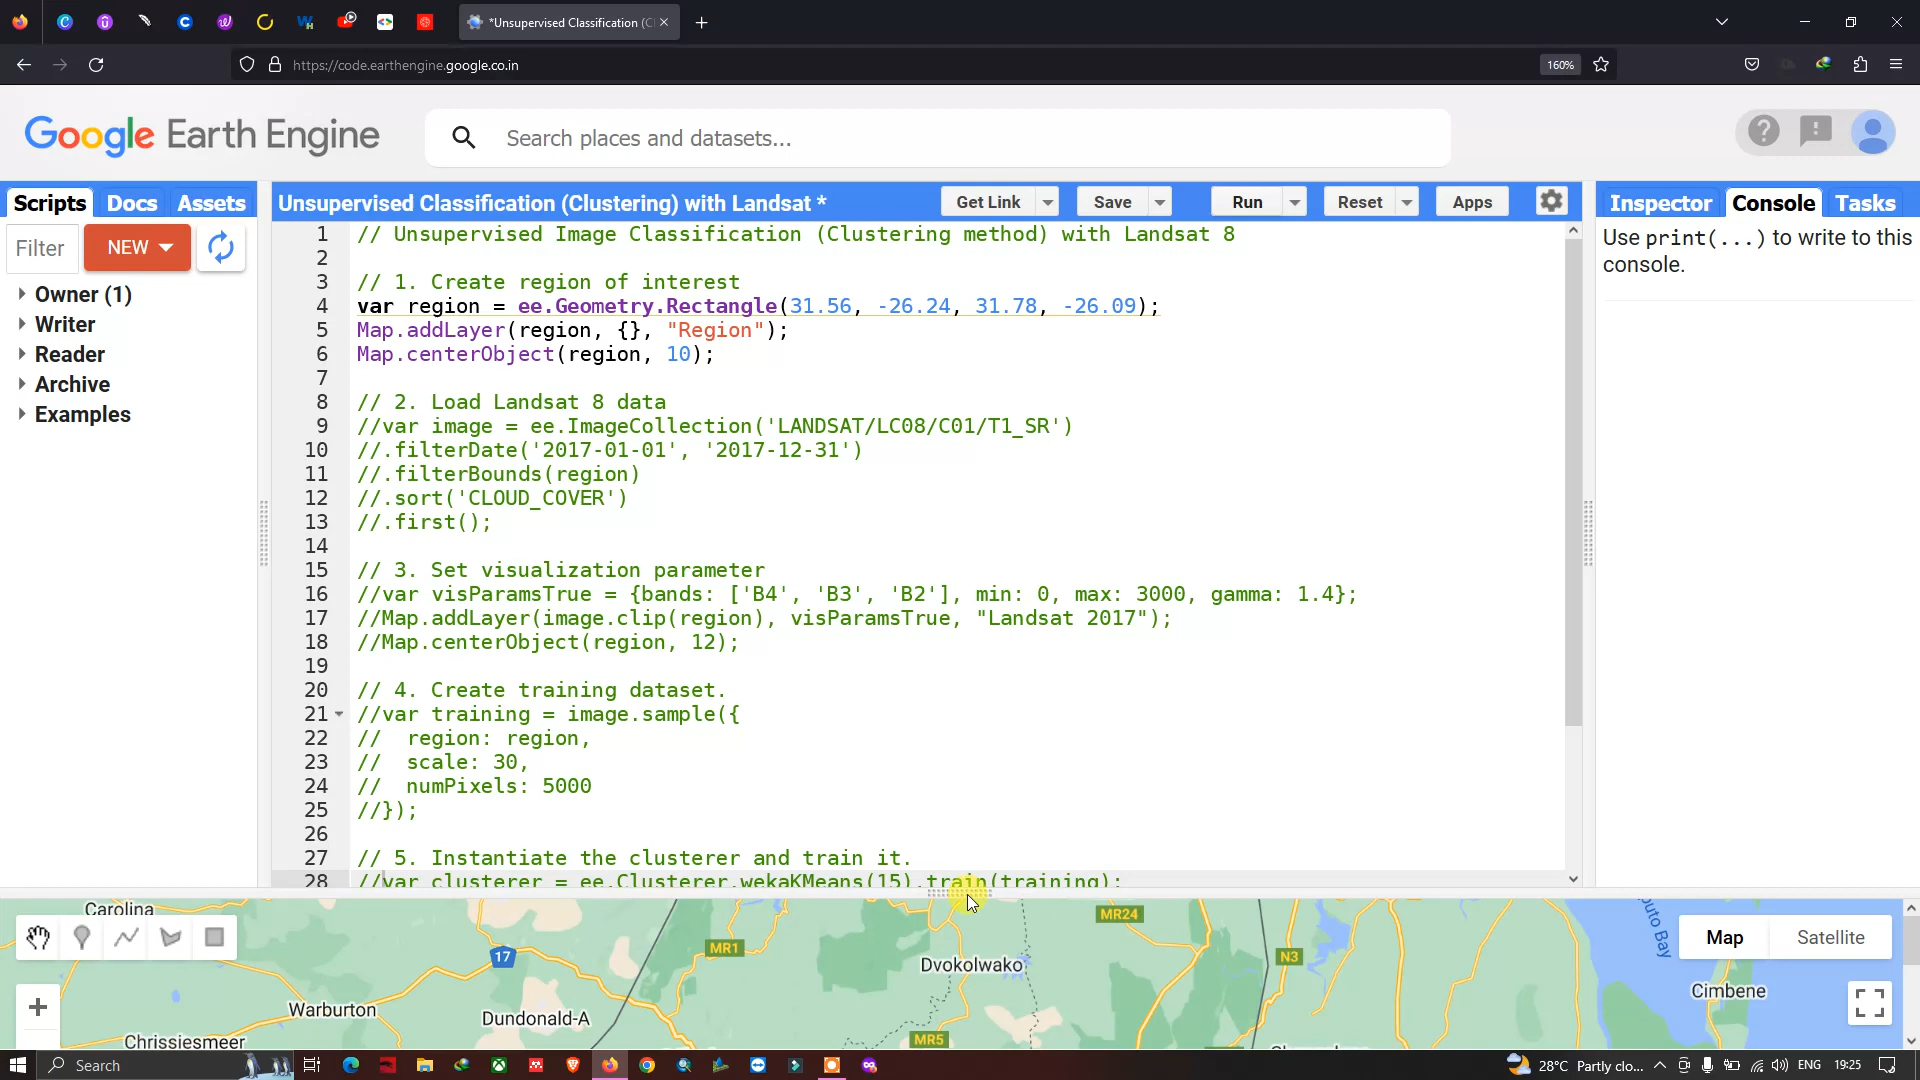 *Unsupervised Classification (Cl
https://code.earthengine.google.co.in
160%
Google Earth Engine
Search places and datasets...
Scripts Docs Assets
Unsupervised Classification (Clustering) with Landsat *
Get Link Save Run Reset Apps
Inspector Console Tasks
Filter NEW
Owner (1)
Writer
Reader
Archive
Examples
1 // Unsupervised Image Classification (Clustering method) with Landsat 8
2
3 // 1. Create region of interest
4 var region = ee.Geometry.Rectangle(31.56, -26.24, 31.78, -26.09);
5 Map.addLayer(region, {}, "Region");
6 Map.centerObject(region, 10);
7
8 // 2. Load Landsat 8 data
9 //var image = ee.ImageCollection('LANDSAT/LC08/C01/T1_SR')
10 //.filterDate('2017-01-01', '2017-12-31')
11 //.filterBounds(region)
12 //.sort('CLOUD_COVER')
13 //.first();
14
15 // 3. Set visualization parameter
16 //var visParamsTrue = {bands: ['B4', 'B3', 'B2'], min: 0, max: 3000, gamma: 1.4};
17 //Map.addLayer(image.clip(region), visParamsTrue, "Landsat 2017");
18 //Map.centerObject(region, 12);
19
20 // 4. Create training dataset.
21 //var training = image.sample({
22 //  region: region,
23 //  scale: 30,
24 //  numPixels: 5000
25 //});
26
27 // 5. Instantiate the clusterer and train it.
28 //var clusterer = ee.Clusterer.wekaKMeans(15).train(training);
Use print(...) to write to this
console.
Carolina
17
MR1
MR24
Dvokolwako
N3
Map Satellite
Cimbene
Warburton
Dundonald-A
MR5
Chrissiesmeer
Search
28°C Partly clo...
ENG
19:25